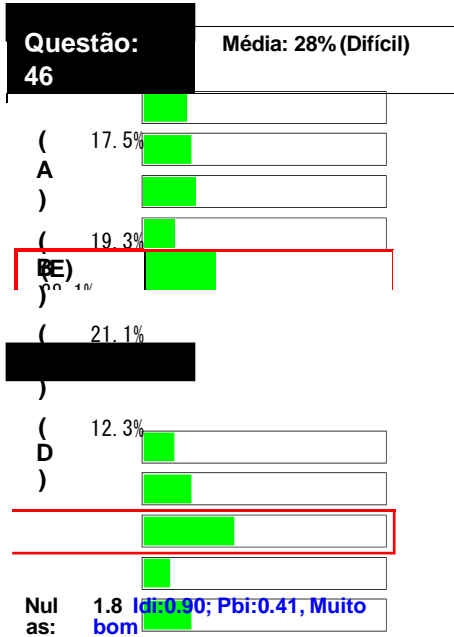 Questão: Média: 28% (Difícil)
46
( 17.5%
A
)
( 19.3%
(E)
)
( 21.1%
)
( 12.3%
D
)
Nul 1.8 Idi:0.90; Pbi:0.41, Muito
as: bom